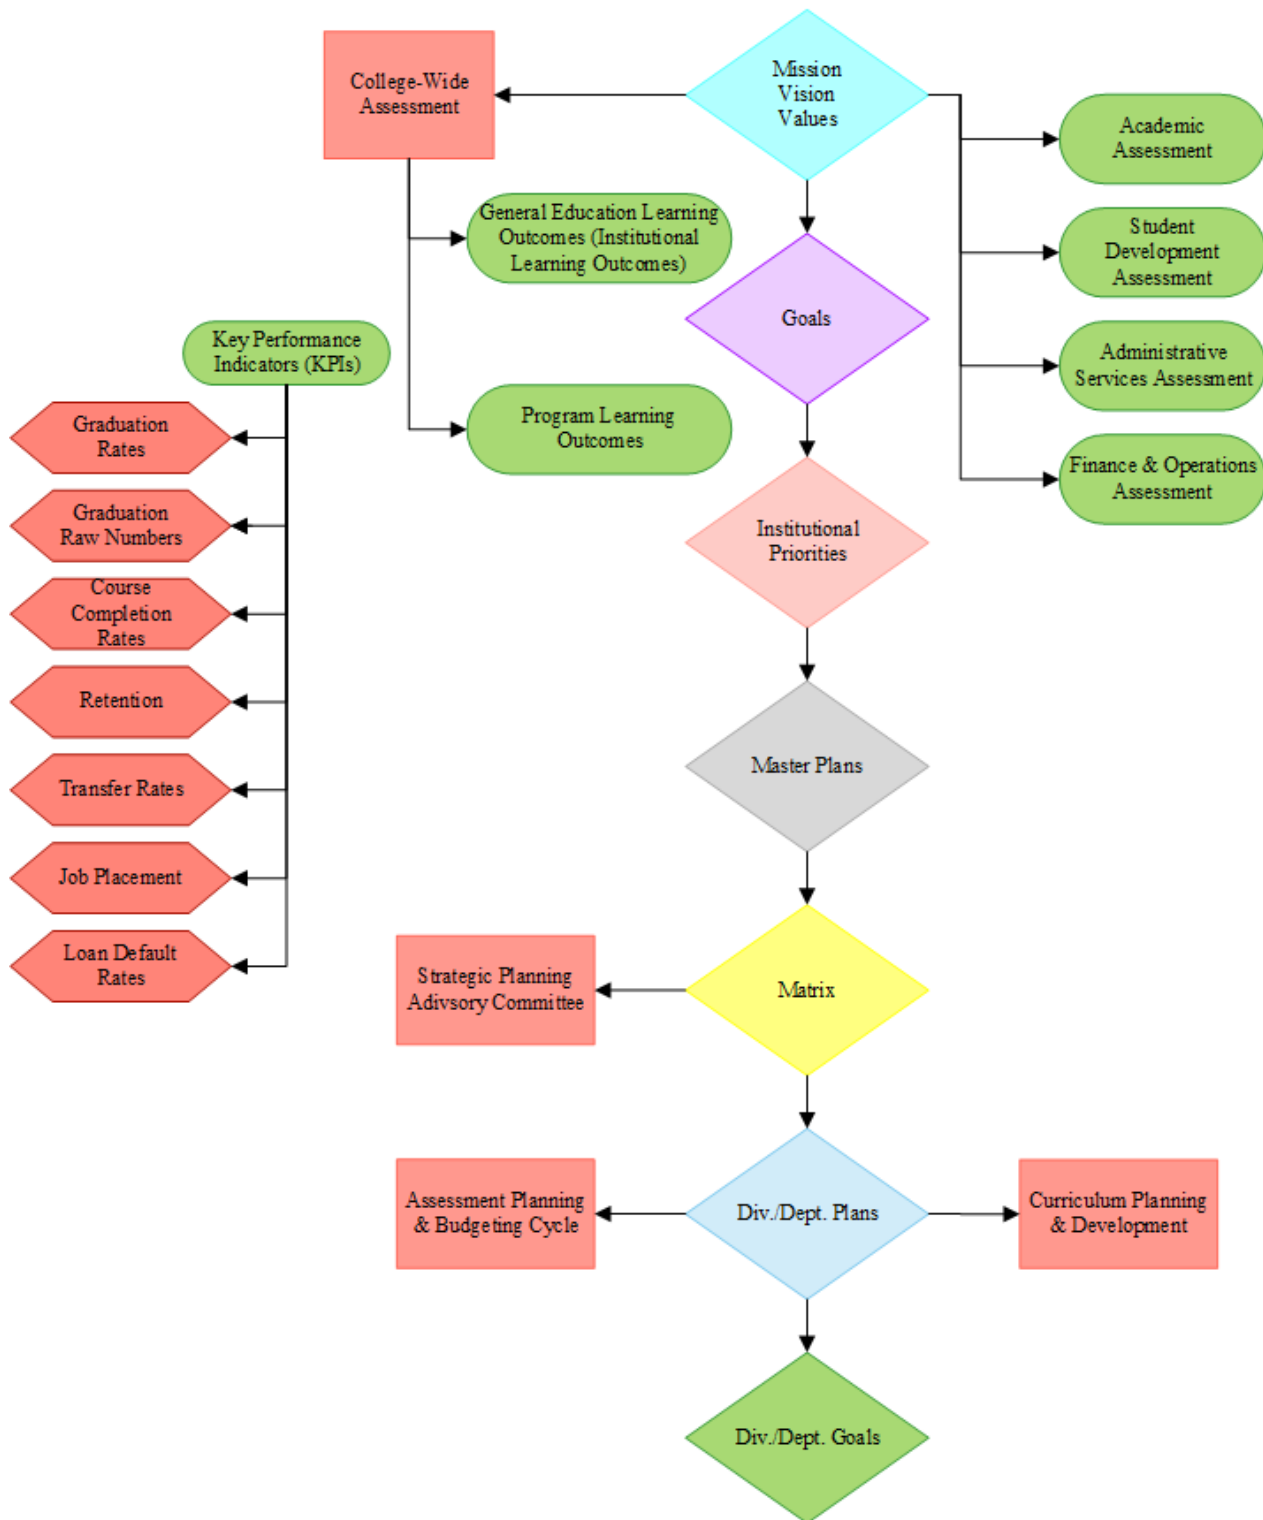 College-Wide
Assessment
Mission
Vision
Values
Academic
Assessment
General Education Learning
Outcomes (Institutional
Learning Outcomes)
Student
Development
Assessment
Goals
Key Performance
Indicators (KPIs)
Administrative
Services Assessment
Graduation
Rates
Program Learning
Outcomes
Finance & Operations
Assessment
Graduation
Raw Numbers
Institutional
Priorities
Course
Completion
Rates
Retention
Master Plans
Transfer Rates
Job Placement
Loan Default
Rates
Strategic Planning
Adivsory Committee
Matrix
Assessment Planning
& Budgeting Cycle
Div./Dept. Plans
Curriculum Planning
& Development
Div./Dept. Goals